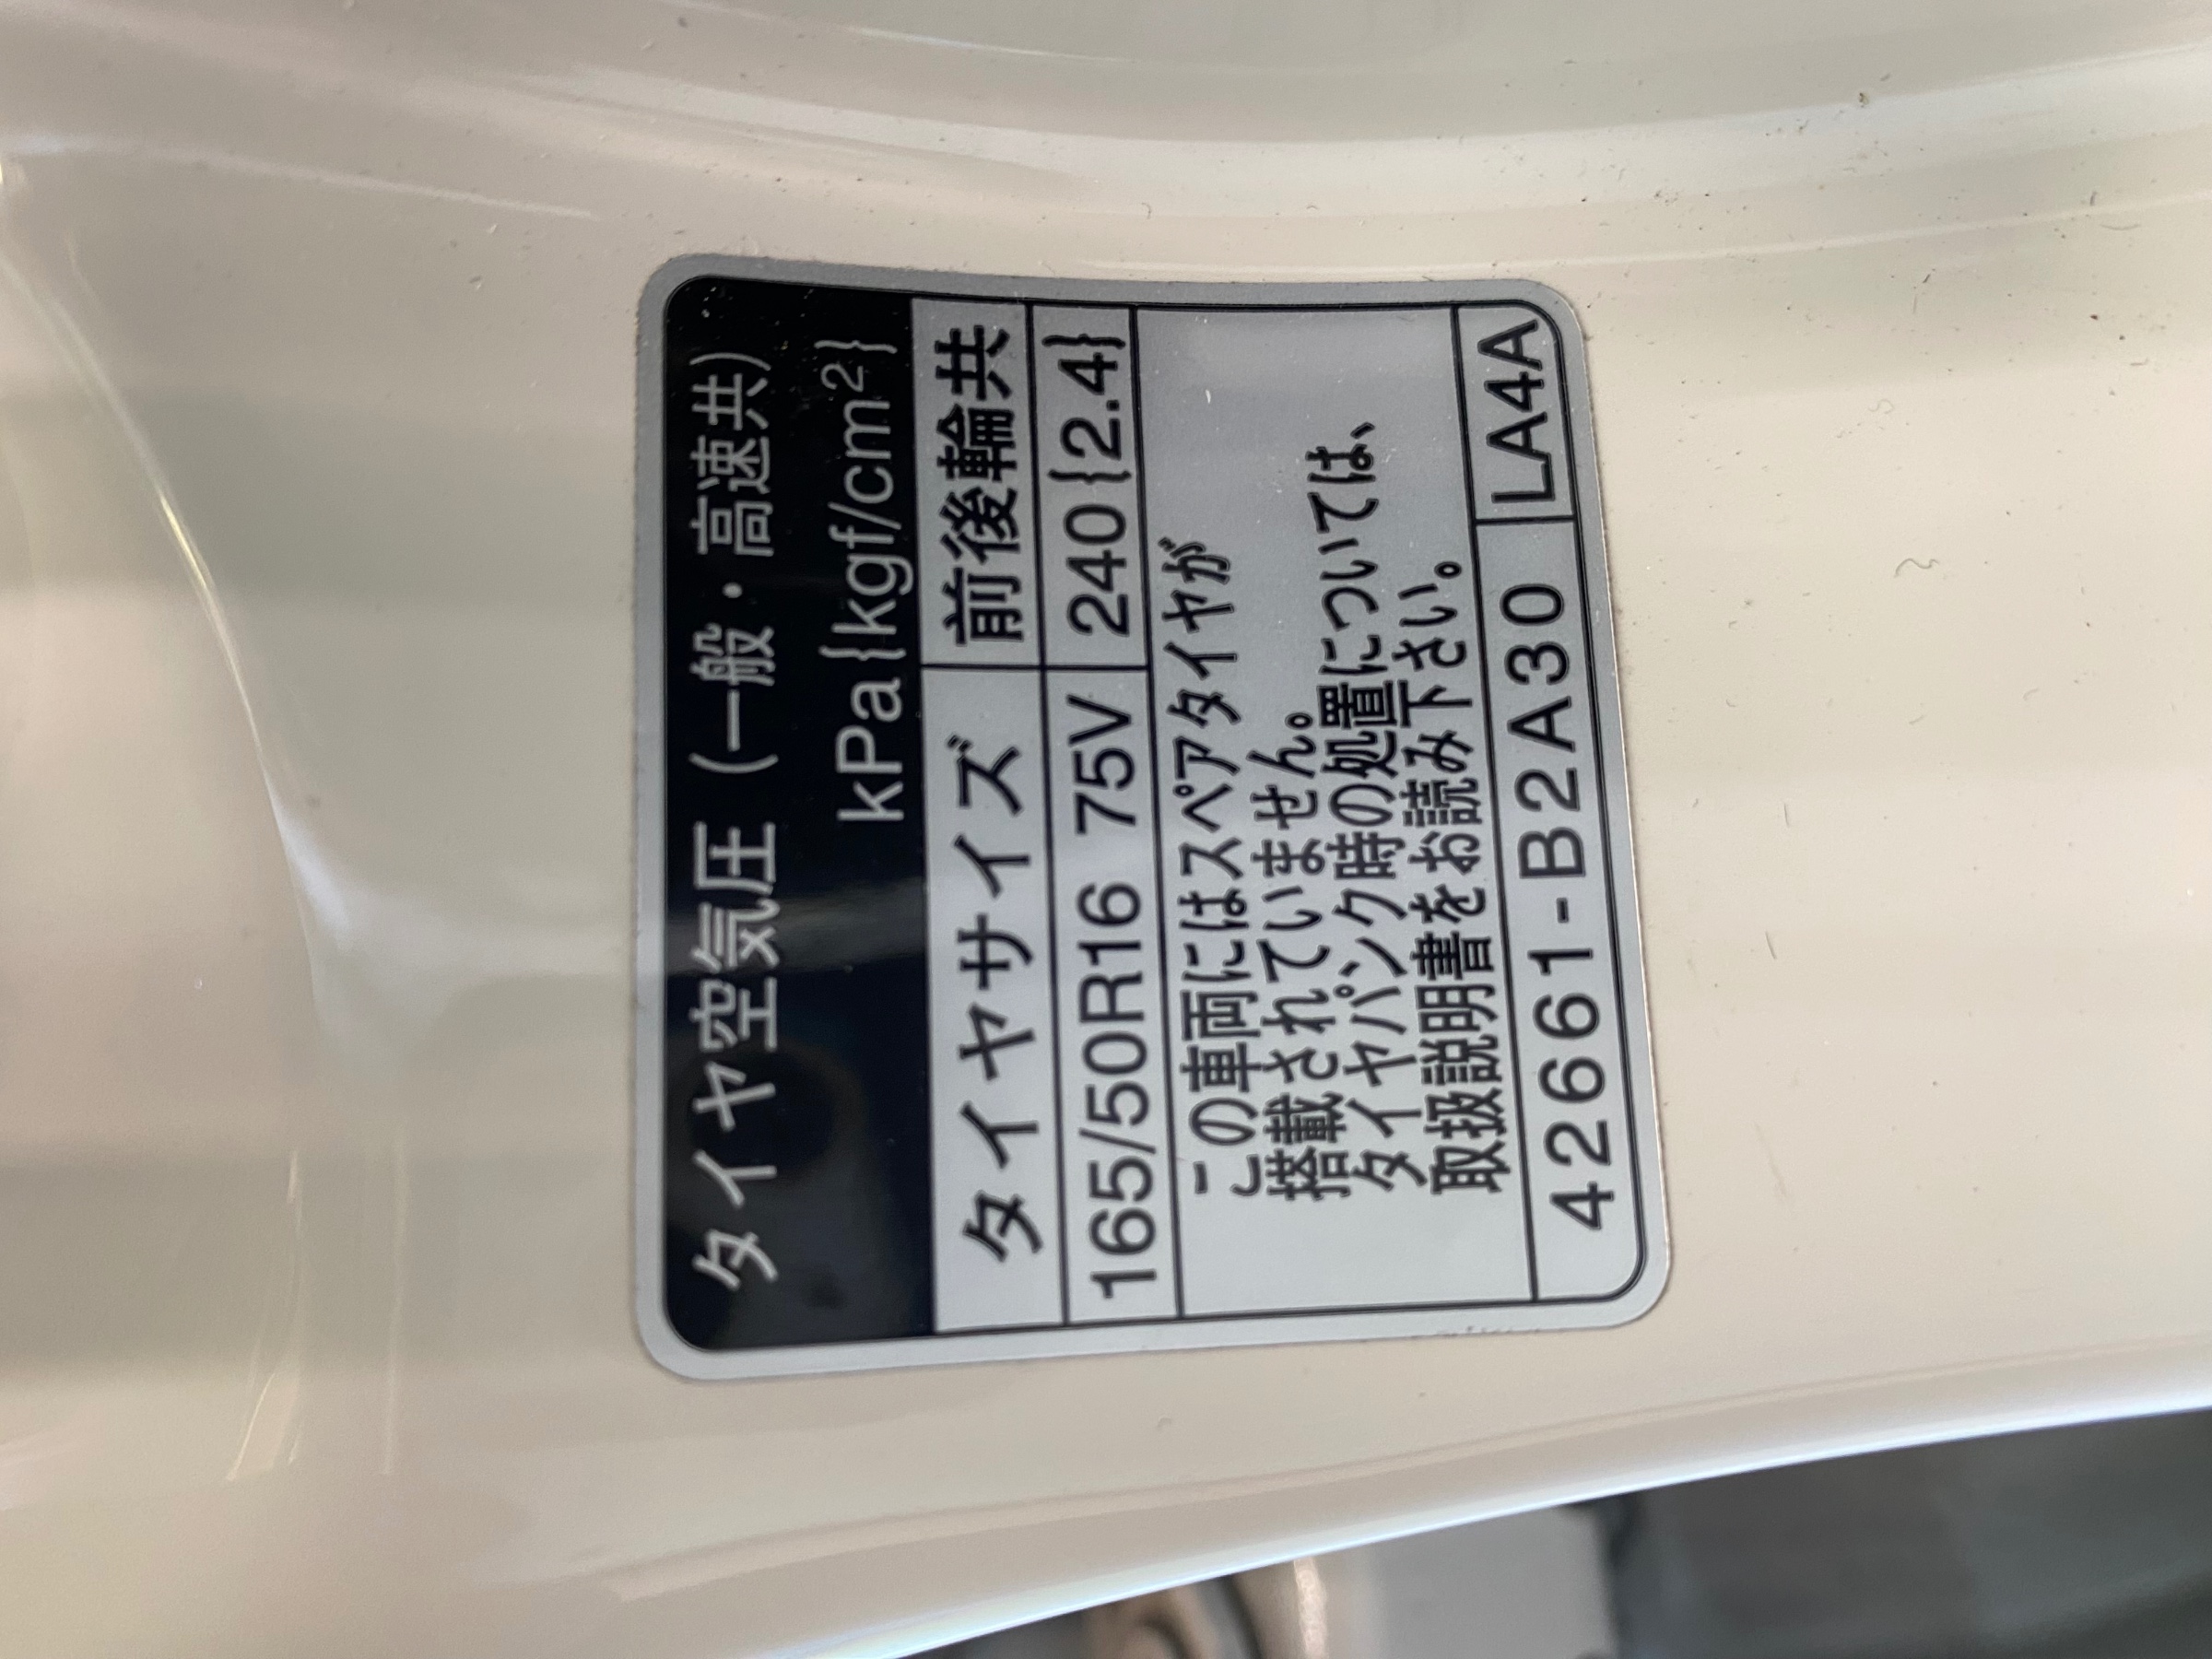 タイヤ空気圧（一般・高速共）
kPa{kgf/cm²}
タイヤサイズ 前後輪共
165/50R16 75V 240{2.4}
この車両にはスペアタイヤが
搭載されていません。
タイヤパンク時の処置については、
取扱説明書をお読み下さい。
42661-B2A30 LA4A